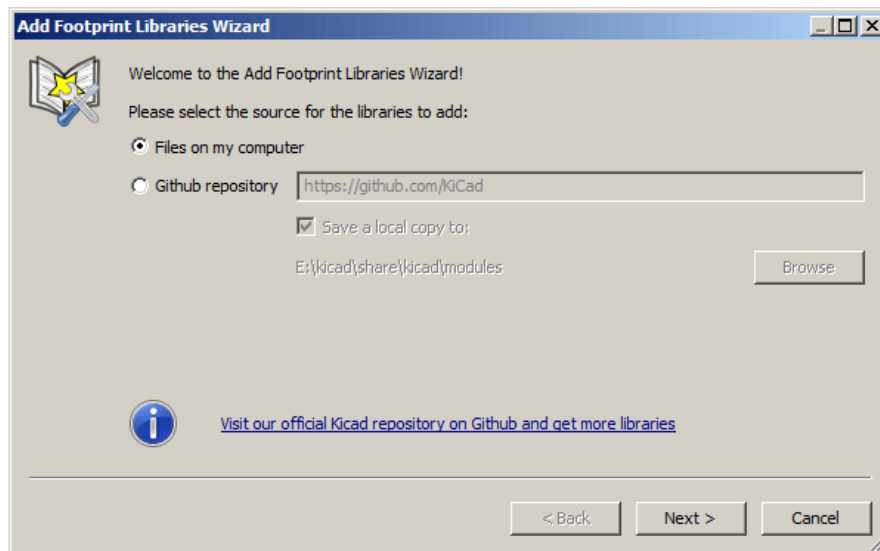 Add Footprint Libraries Wizard
Welcome to the Add Footprint Libraries Wizard!
Please select the source for the libraries to add:
Files on my computer
Github repository https://github.com/KiCad
Save a local copy to:
E:\kicad\share\kicad\modules Browse
Visit our official Kicad repository on Github and get more libraries
< Back Next > Cancel